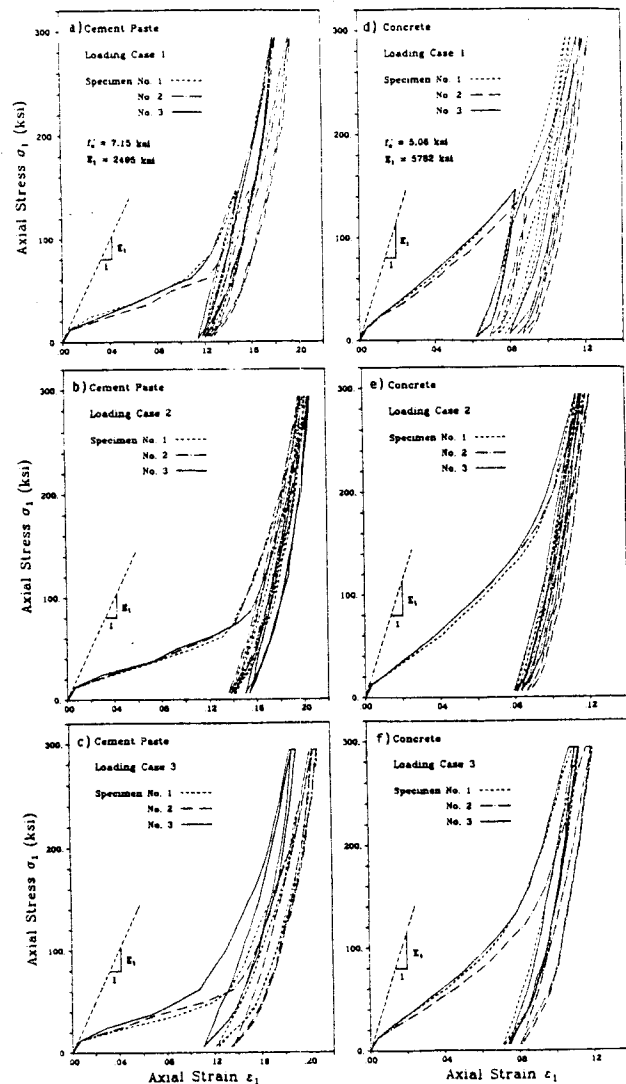 a) Cement Paste
Loading Case 1
Specimen No. 1
No. 2
No. 3
f'c = 7.15 ksi
E1 = 2495 ksi
E1
1
Axial Stress σ1 (ksi)
300.
200.
100.
0.
.00 .04 .08 .12 .16 .20
d) Concrete
Loading Case 1
Specimen No. 1
No. 2
No. 3
f'c = 5.06 ksi
E1 = 5782 ksi
E1
1
300.
200.
100.
0.
.00 .04 .08 .12
b) Cement Paste
Loading Case 2
Specimen No. 1
No. 2
No. 3
E1
1
Axial Stress σ1 (ksi)
300.
200.
100.
0.
.00 .04 .08 .12 .16 .20
e) Concrete
Loading Case 2
Specimen No. 1
No. 2
No. 3
E1
1
300.
200.
100.
0.
.00 .04 .08 .12
c) Cement Paste
Loading Case 3
Specimen No. 1
No. 2
No. 3
E1
1
Axial Stress σ1 (ksi)
300.
200.
100.
0.
.00 .04 .08 .12 .16 .20
Axial Strain ε1
f) Concrete
Loading Case 3
Specimen No. 1
No. 2
No. 3
E1
1
300.
200.
100.
0.
.00 .04 .08 .12
Axial Strain ε1